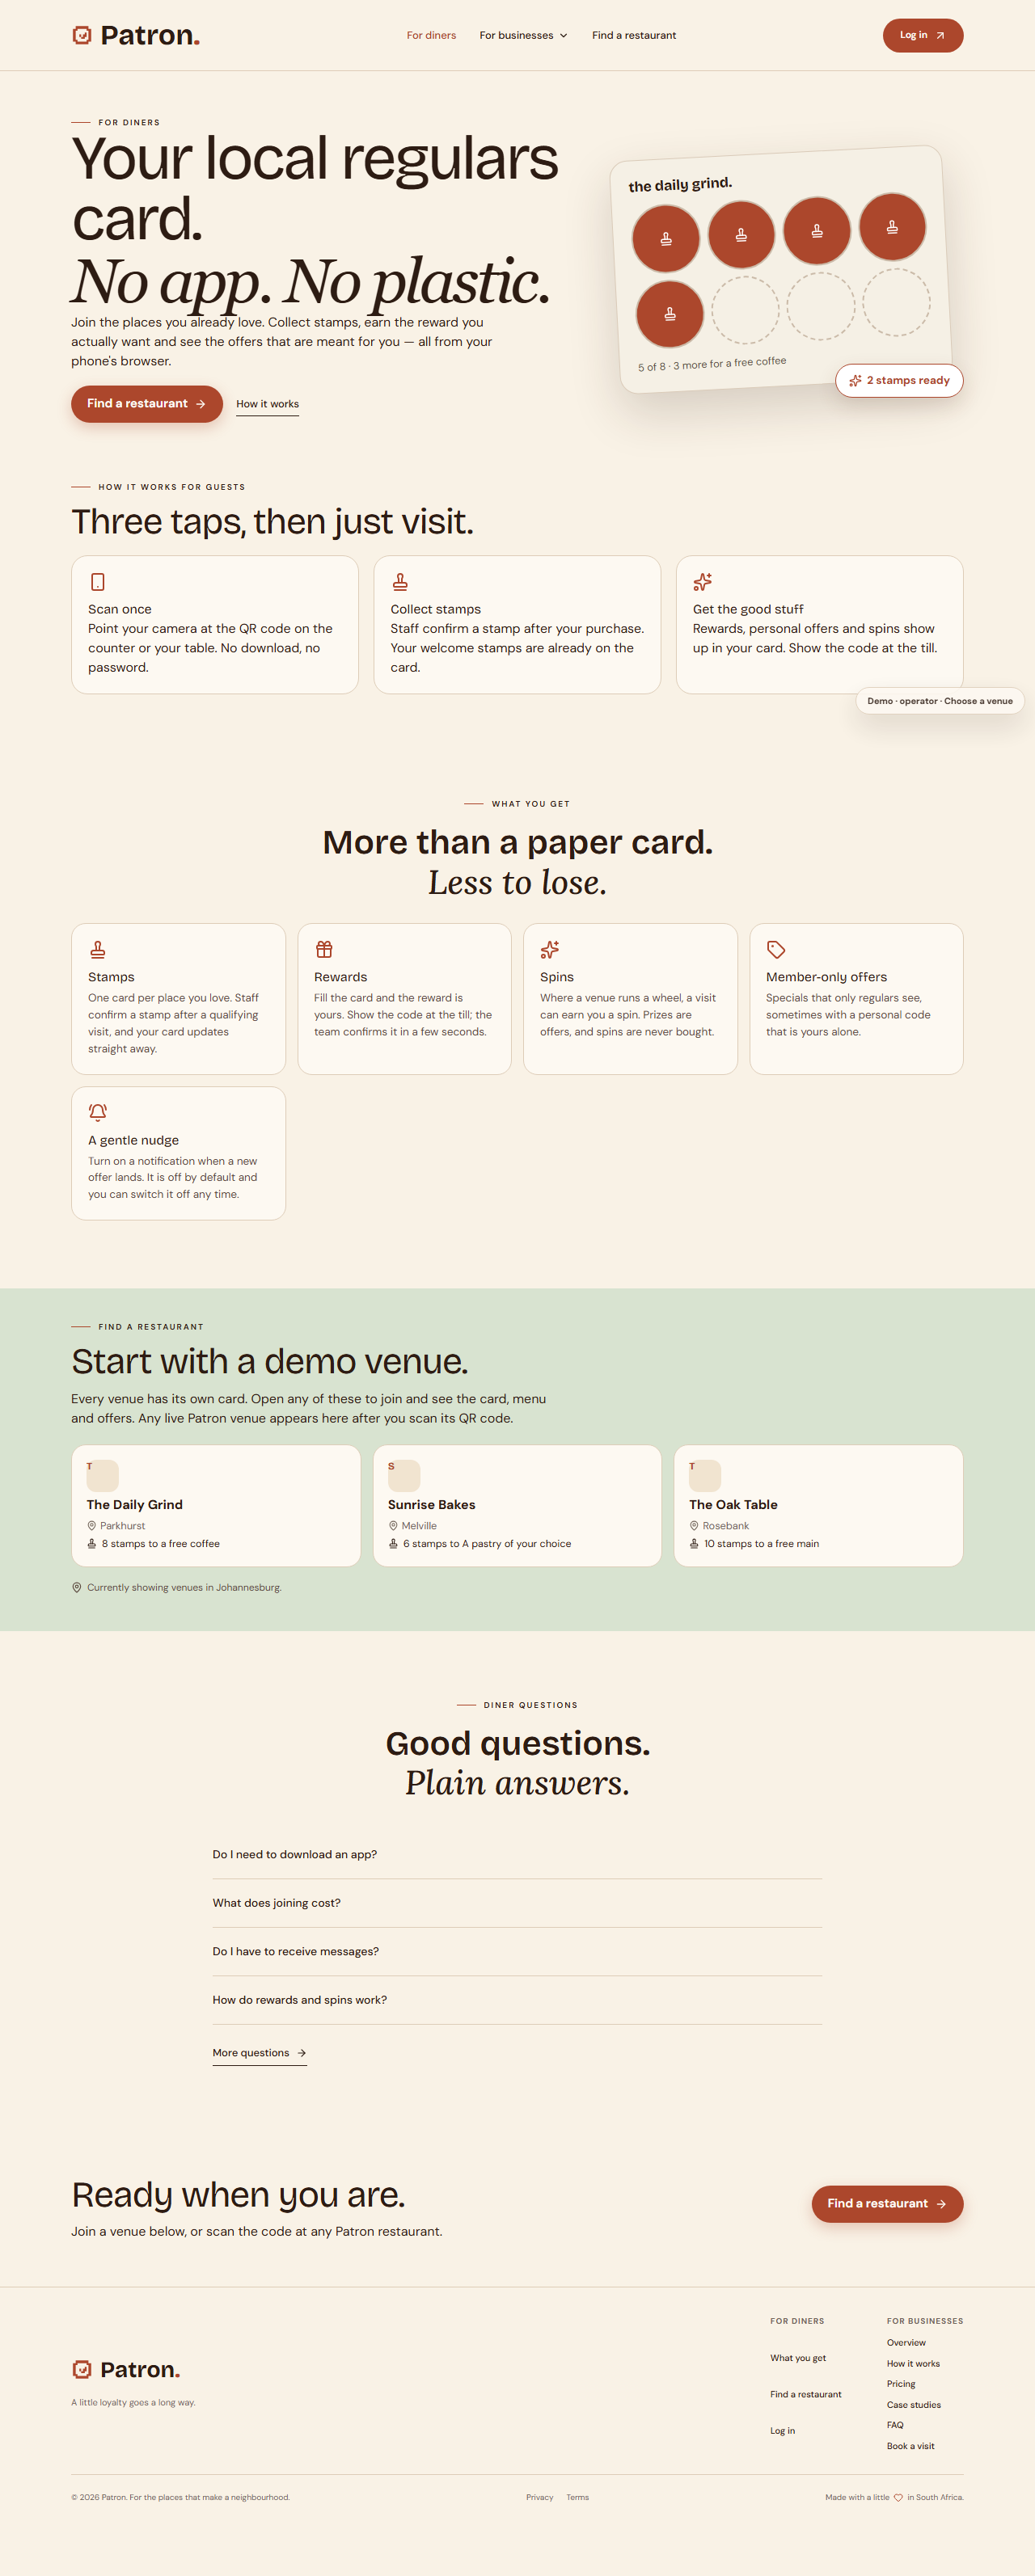 Patron.
For diners
For businesses
Find a restaurant
Log in
FOR DINERS
Your local regulars
card.
No app. No plastic.
Join the places you already love. Collect stamps, earn the reward you
actually want and see the offers that are meant for you — all from your
phone's browser.
Find a restaurant
How it works
the daily grind.
5 of 8 · 3 more for a free coffee
2 stamps ready
HOW IT WORKS FOR GUESTS
Three taps, then just visit.
Scan once
Point your camera at the QR code on the
counter or your table. No download, no
password.
Collect stamps
Staff confirm a stamp after your purchase.
Your welcome stamps are already on the
card.
Get the good stuff
Rewards, personal offers and spins show
up in your card. Show the code at the till.
Demo · operator · Choose a venue
WHAT YOU GET
More than a paper card.
Less to lose.
Stamps
One card per place you love. Staff
confirm a stamp after a qualifying
visit, and your card updates
straight away.
Rewards
Fill the card and the reward is
yours. Show the code at the till; the
team confirms it in a few seconds.
Spins
Where a venue runs a wheel, a visit
can earn you a spin. Prizes are
offers, and spins are never bought.
Member-only offers
Specials that only regulars see,
sometimes with a personal code
that is yours alone.
A gentle nudge
Turn on a notification when a new
offer lands. It is off by default and
you can switch it off any time.
FIND A RESTAURANT
Start with a demo venue.
Every venue has its own card. Open any of these to join and see the card, menu
and offers. Any live Patron venue appears here after you scan its QR code.
T
The Daily Grind
Parkhurst
8 stamps to a free coffee
S
Sunrise Bakes
Melville
6 stamps to A pastry of your choice
T
The Oak Table
Rosebank
10 stamps to a free main
Currently showing venues in Johannesburg.
DINER QUESTIONS
Good questions.
Plain answers.
Do I need to download an app?
What does joining cost?
Do I have to receive messages?
How do rewards and spins work?
More questions
Ready when you are.
Join a venue below, or scan the code at any Patron restaurant.
Find a restaurant
Patron.
A little loyalty goes a long way.
FOR DINERS
What you get
Find a restaurant
Log in
FOR BUSINESSES
Overview
How it works
Pricing
Case studies
FAQ
Book a visit
© 2026 Patron. For the places that make a neighbourhood.
Privacy
Terms
Made with a little in South Africa.